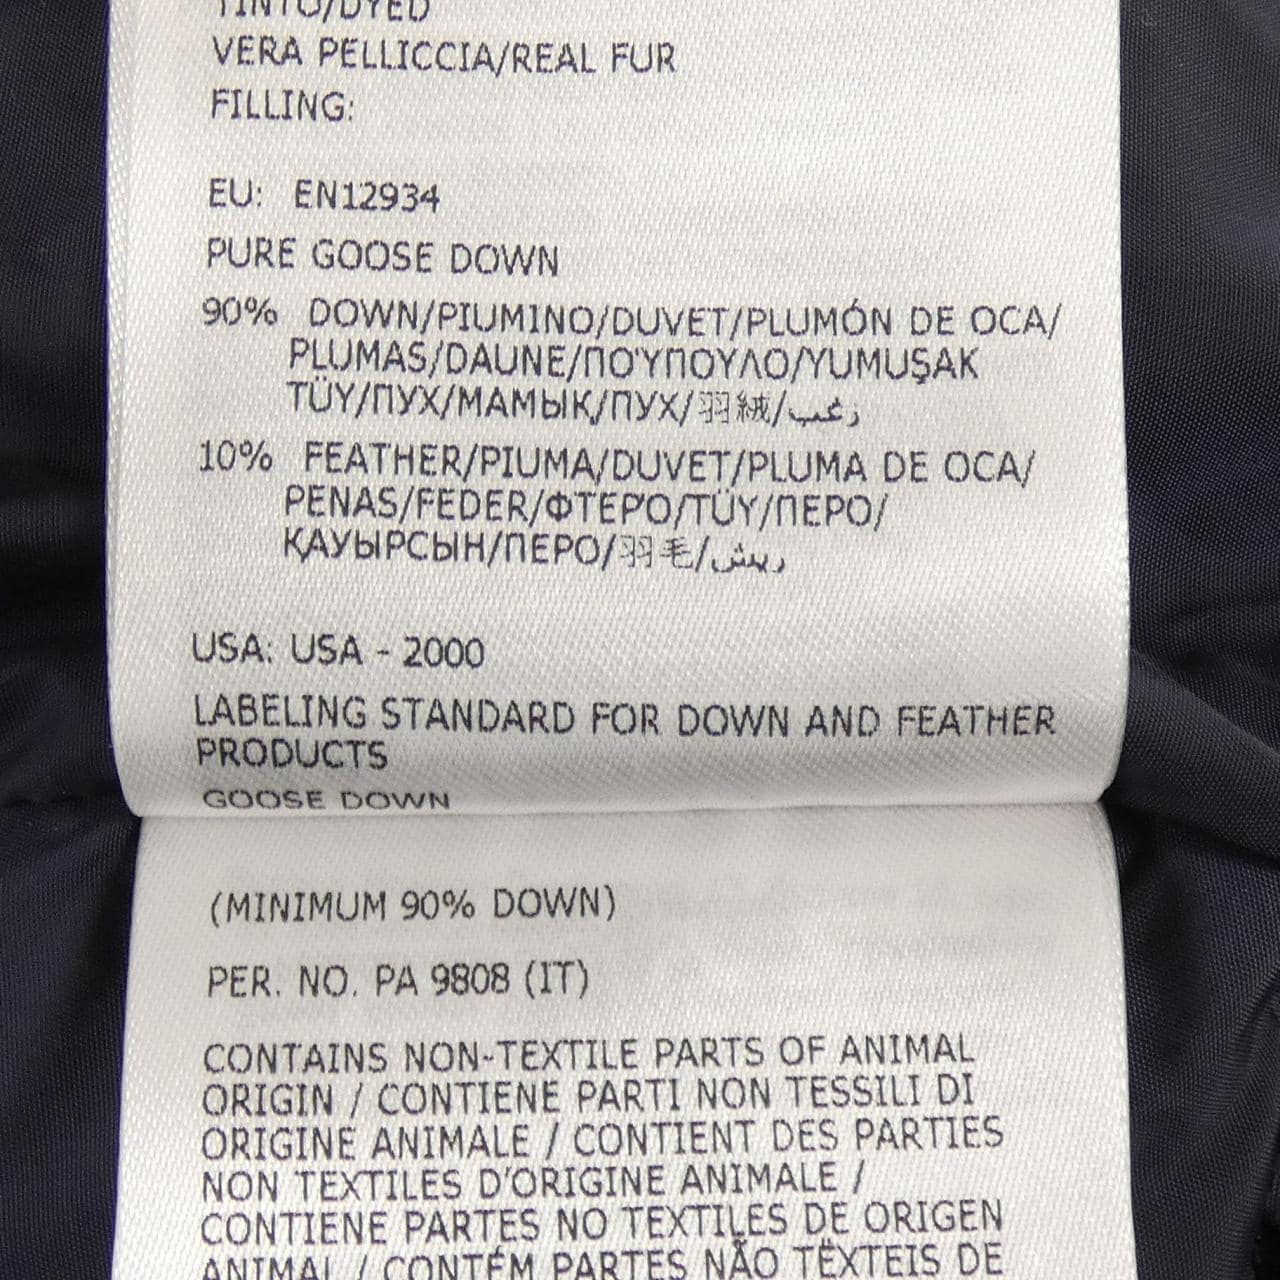 TINTO/DYED
VERA PELLICCIA/REAL FUR
FILLING:
EU: EN12934
PURE GOOSE DOWN
90% DOWN/PIUMINO/DUVET/PLUMÓN DE OCA/
PLUMAS/DAUNE/ΠΟ'ΥΠΟΥΛΟ/YUMUŞAK
TÜY/ПУХ/МАМЫҚ/ПУХ/羽絨/زغب
10% FEATHER/PIUMA/DUVET/PLUMA DE OCA/
PENAS/FEDER/ΦΤΕΡ'Ο/TÜY/ПЕРО/
ҚАУЫРСЫН/ПЕРО/羽毛/ريش
USA: USA - 2000
LABELING STANDARD FOR DOWN AND FEATHER
PRODUCTS
GOOSE DOWN
(MINIMUM 90% DOWN)
PER. NO. PA 9808 (IT)
CONTAINS NON-TEXTILE PARTS OF ANIMAL
ORIGIN / CONTIENE PARTI NON TESSILI DI
ORIGINE ANIMALE / CONTIENT DES PARTIES
NON TEXTILES D'ORIGINE ANIMALE /
CONTIENE PARTES NO TEXTILES DE ORIGEN
ANIMAL / CONTÉM PARTES NÃO TËXTEIS DE